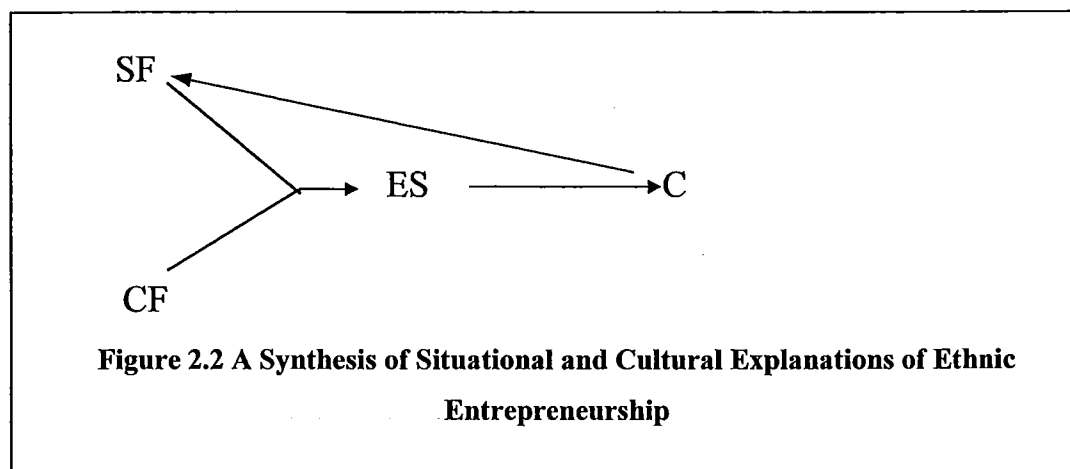 SF
ES
C
CF
Figure 2.2 A Synthesis of Situational and Cultural Explanations of Ethnic
Entrepreneurship